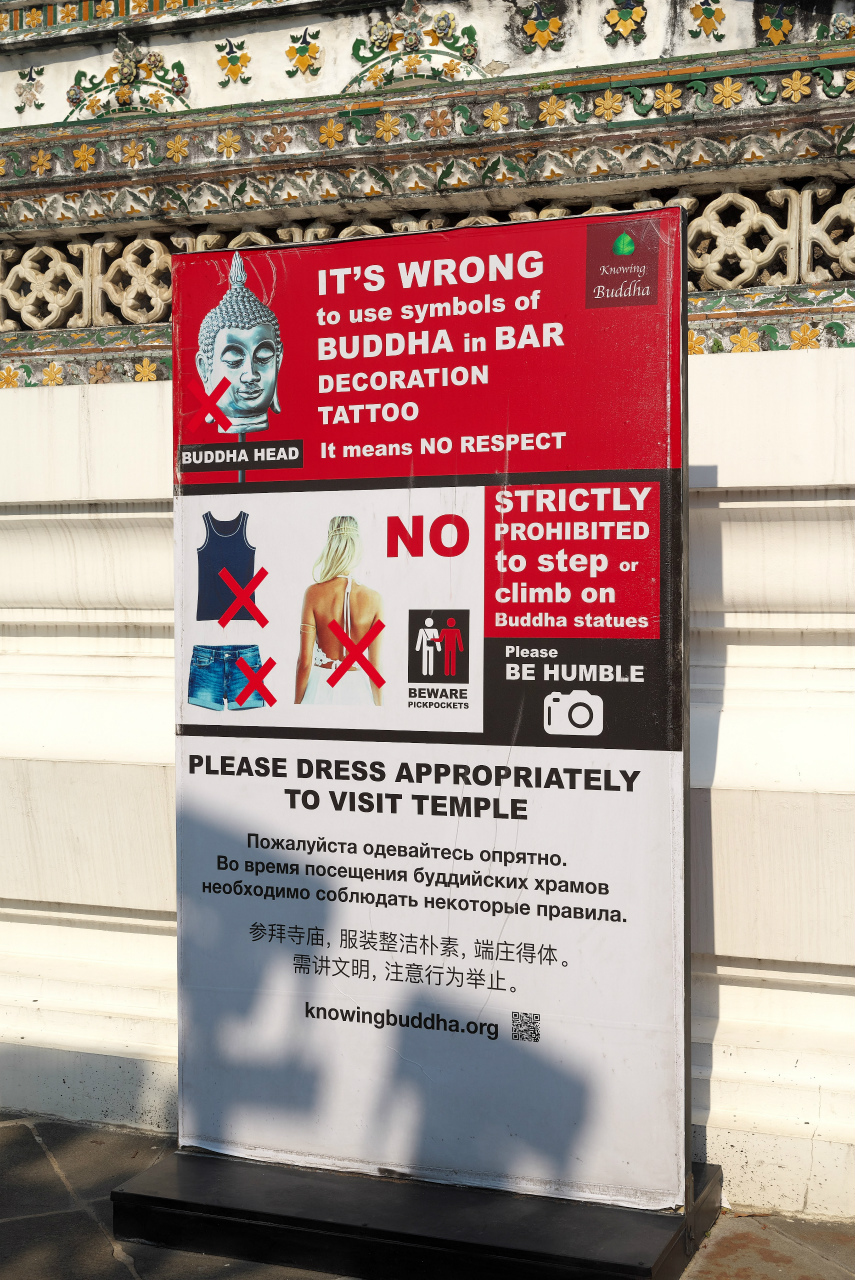 IT'S WRONG
to use symbols of
BUDDHA in BAR
DECORATION
TATTOO
It means NO RESPECT
Knowing
Buddha
BUDDHA HEAD
NO
BEWARE
PICKPOCKETS
STRICTLY
PROHIBITED
to step or
climb on
Buddha statues
Please
BE HUMBLE
PLEASE DRESS APPROPRIATELY
TO VISIT TEMPLE
Пожалуйста одевайтесь опрятно.
Во время посещения буддийских храмов
необходимо соблюдать некоторые правила.
参拜寺庙, 服装整洁朴素, 端庄得体。
需讲文明, 注意行为举止。
knowingbuddha.org